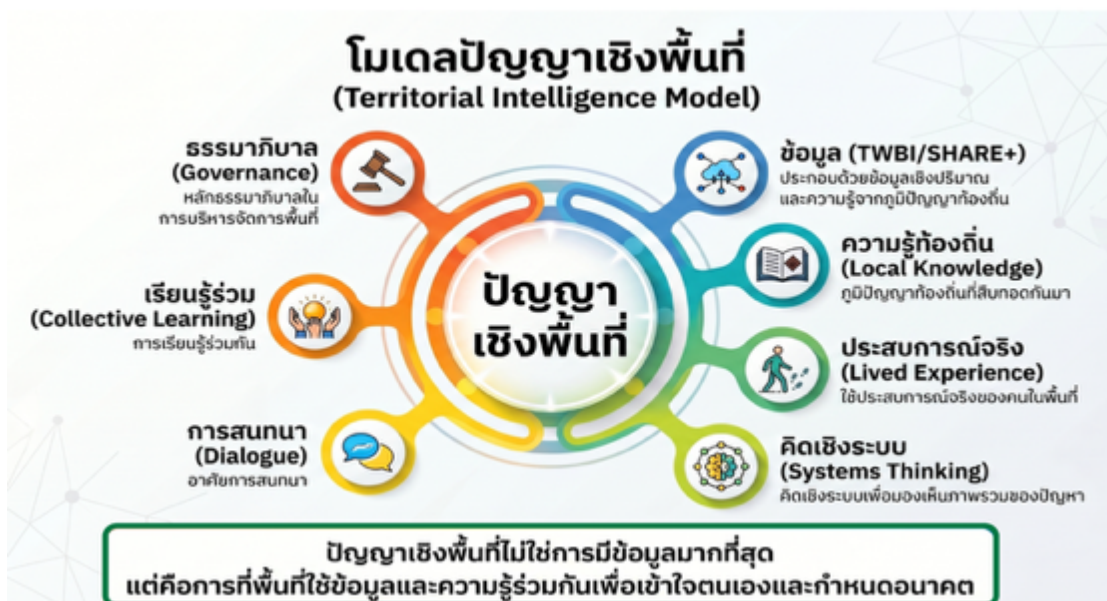 โมเดลปัญญาเชิงพื้นที่
(Territorial Intelligence Model)
ธรรมาภิบาล
(Governance)
หลักธรรมาภิบาลใน
การบริหารจัดการพื้นที่
เรียนรู้ร่วม
(Collective Learning)
การเรียนรู้ร่วมกัน
การสนทนา
(Dialogue)
อาศัยการสนทนา
ปัญญา
เชิงพื้นที่
ข้อมูล (TWBI/SHARE+)
ประกอบด้วยข้อมูลเชิงปริมาณ
และความรู้จากภูมิปัญญาท้องถิ่น
ความรู้ท้องถิ่น
(Local Knowledge)
ภูมิปัญญาท้องถิ่นที่สืบทอดกันมา
ประสบการณ์จริง
(Lived Experience)
ใช้ประสบการณ์จริงของคนในพื้นที่
คิดเชิงระบบ
(Systems Thinking)
คิดเชิงระบบเพื่อมองเห็นภาพรวมของปัญหา
ปัญญาเชิงพื้นที่ไม่ใช่การมีข้อมูลมากที่สุด
แต่คือการที่พื้นที่ใช้ข้อมูลและความรู้ร่วมกันเพื่อเข้าใจตนเองและกำหนดอนาคต